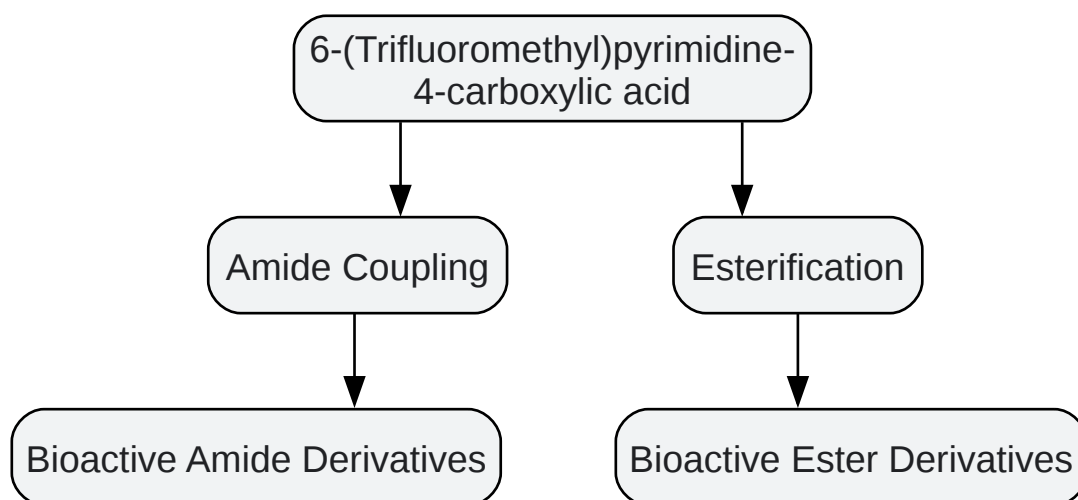 6-(Trifluoromethyl)pyrimidine-
4-carboxylic acid
Amide Coupling
Esterification
Bioactive Amide Derivatives
Bioactive Ester Derivatives